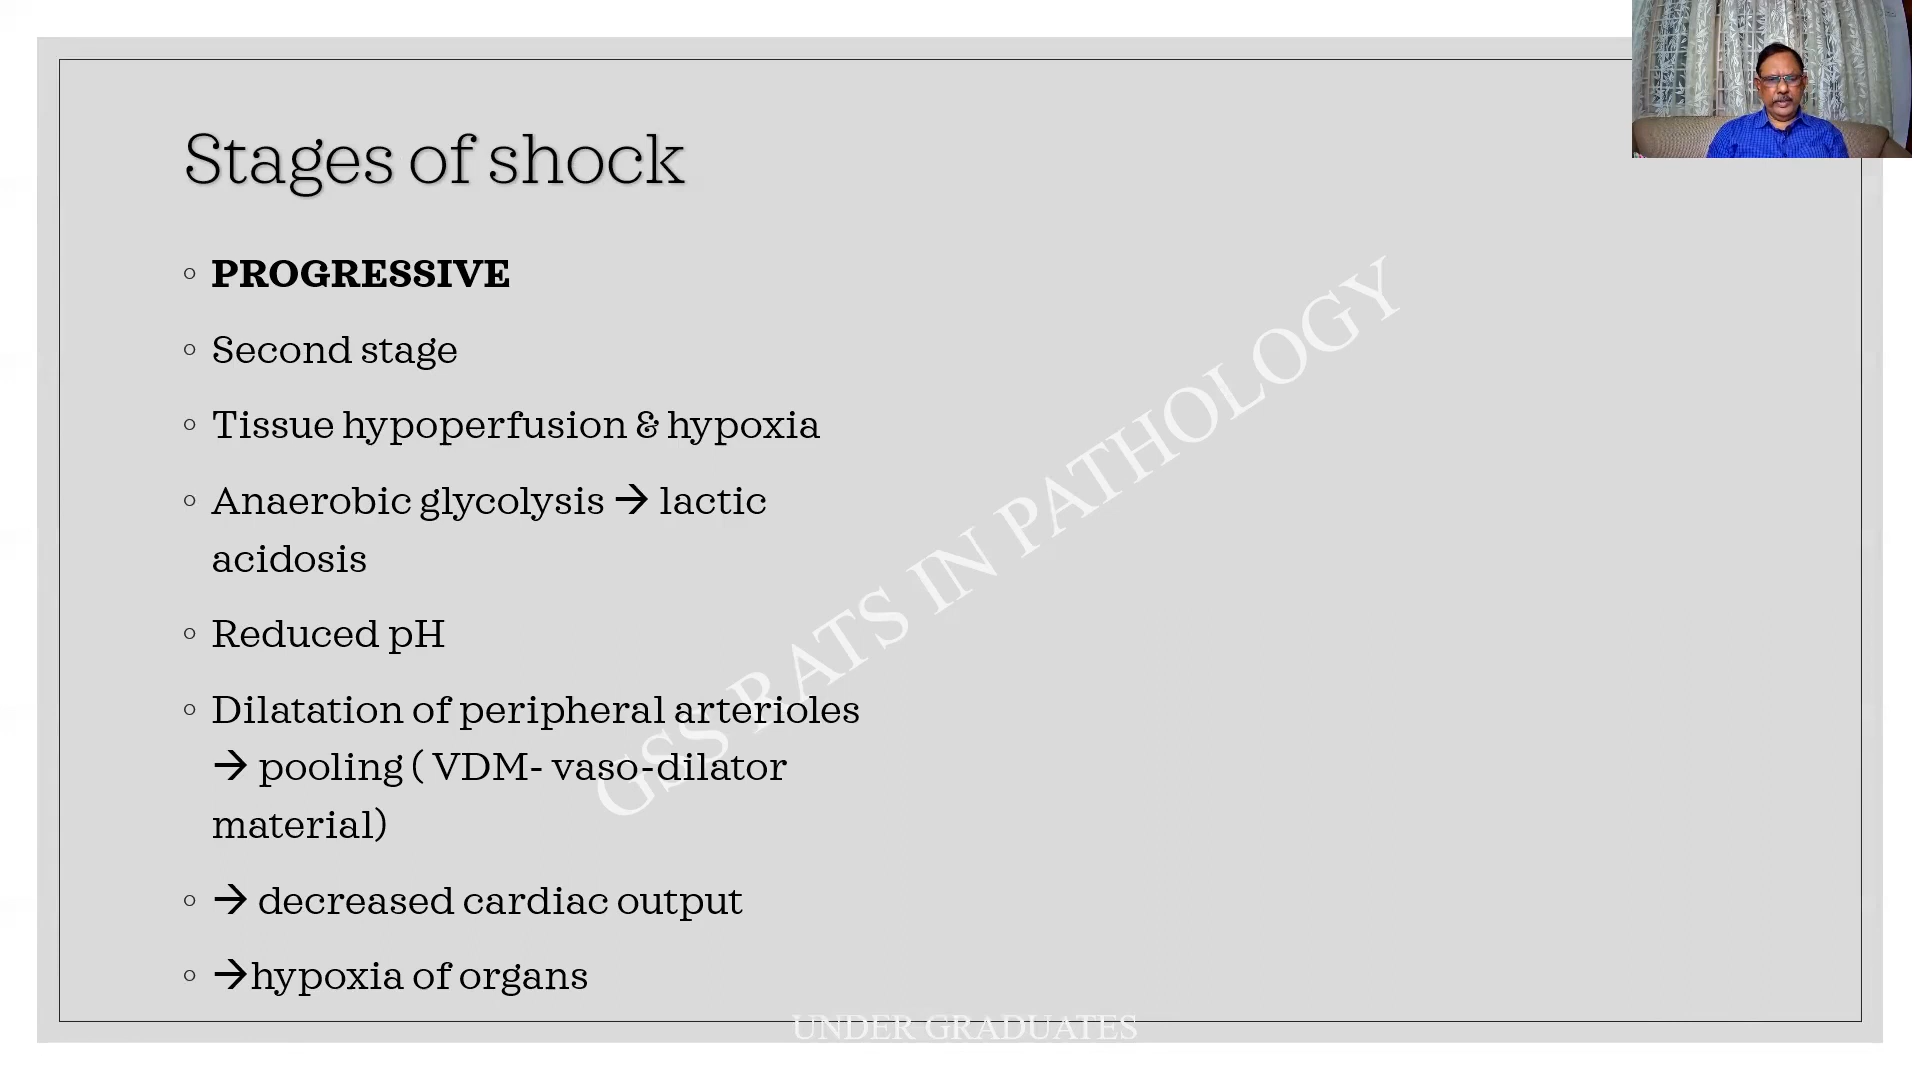 Stages of shock
PROGRESSIVE
Second stage
Tissue hypoperfusion & hypoxia
Anaerobic glycolysis → lactic
acidosis
Reduced pH
Dilatation of peripheral arterioles
→ pooling ( VDM- vaso-dilator
material)
→ decreased cardiac output
→hypoxia of organs
GSS RATS IN PATHOLOGY
UNDER GRADUATES